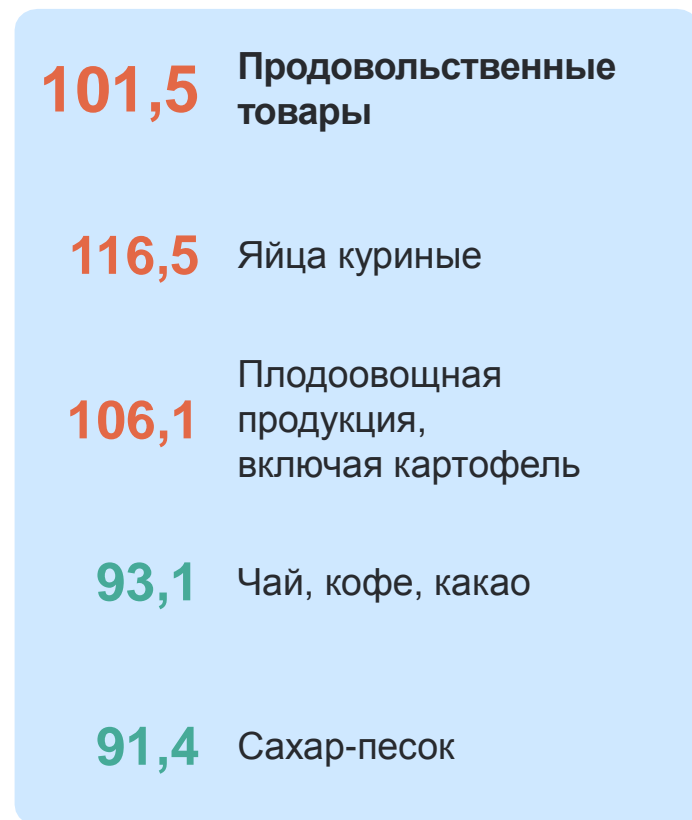 101,5
Продовольственные
товары
116,5
Яйца куриные
106,1
Плодоовощная
продукция,
включая картофель
93,1
Чай, кофе, какао
91,4
Сахар-песок